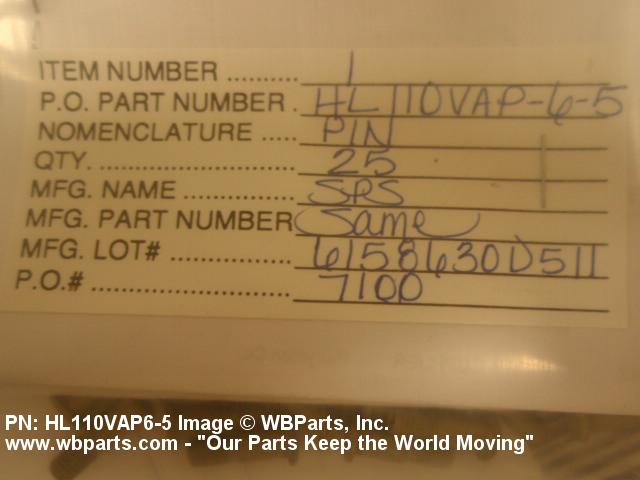 ITEM NUMBER .......... 1
P.O. PART NUMBER . HL110VAP-6-5
NOMENCLATURE ..... PIN
QTY. ........................... 25
MFG. NAME ................ SPS
MFG. PART NUMBER Same
MFG. LOT# ................ 6158630D511
P.O.# ............................ 7100
PN: HL110VAP6-5 Image © WBParts, Inc.
www.wbparts.com - "Our Parts Keep the World Moving"